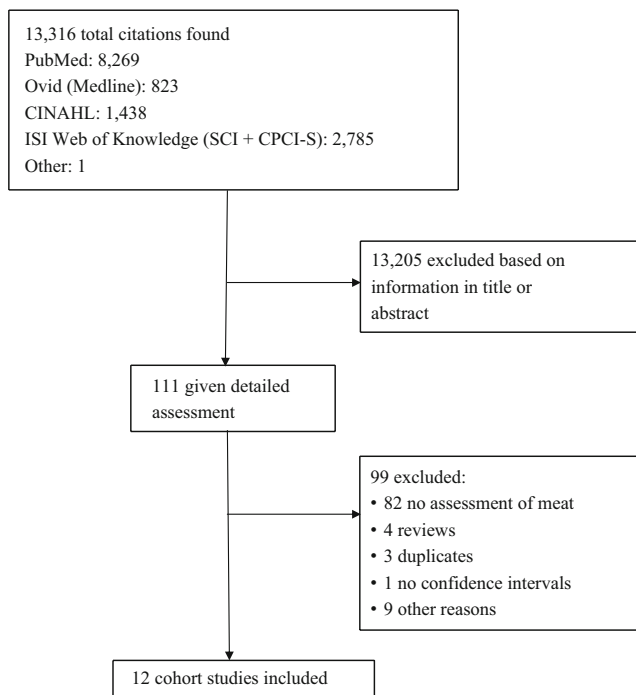 13,316 total citations found
PubMed: 8,269
Ovid (Medline): 823
CINAHL: 1,438
ISI Web of Knowledge (SCI + CPCI-S): 2,785
Other: 1
13,205 excluded based on
information in title or
abstract
111 given detailed
assessment
99 excluded:
• 82 no assessment of meat
• 4 reviews
• 3 duplicates
• 1 no confidence intervals
• 9 other reasons
12 cohort studies included